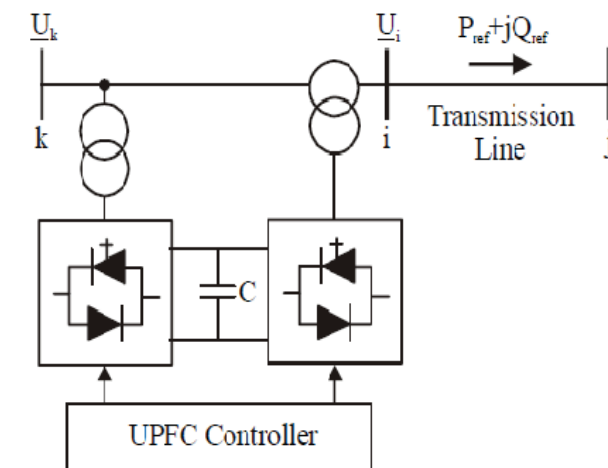 U_k U_i P_ref+jQ_ref
k i Transmission
Line
C
UPFC Controller